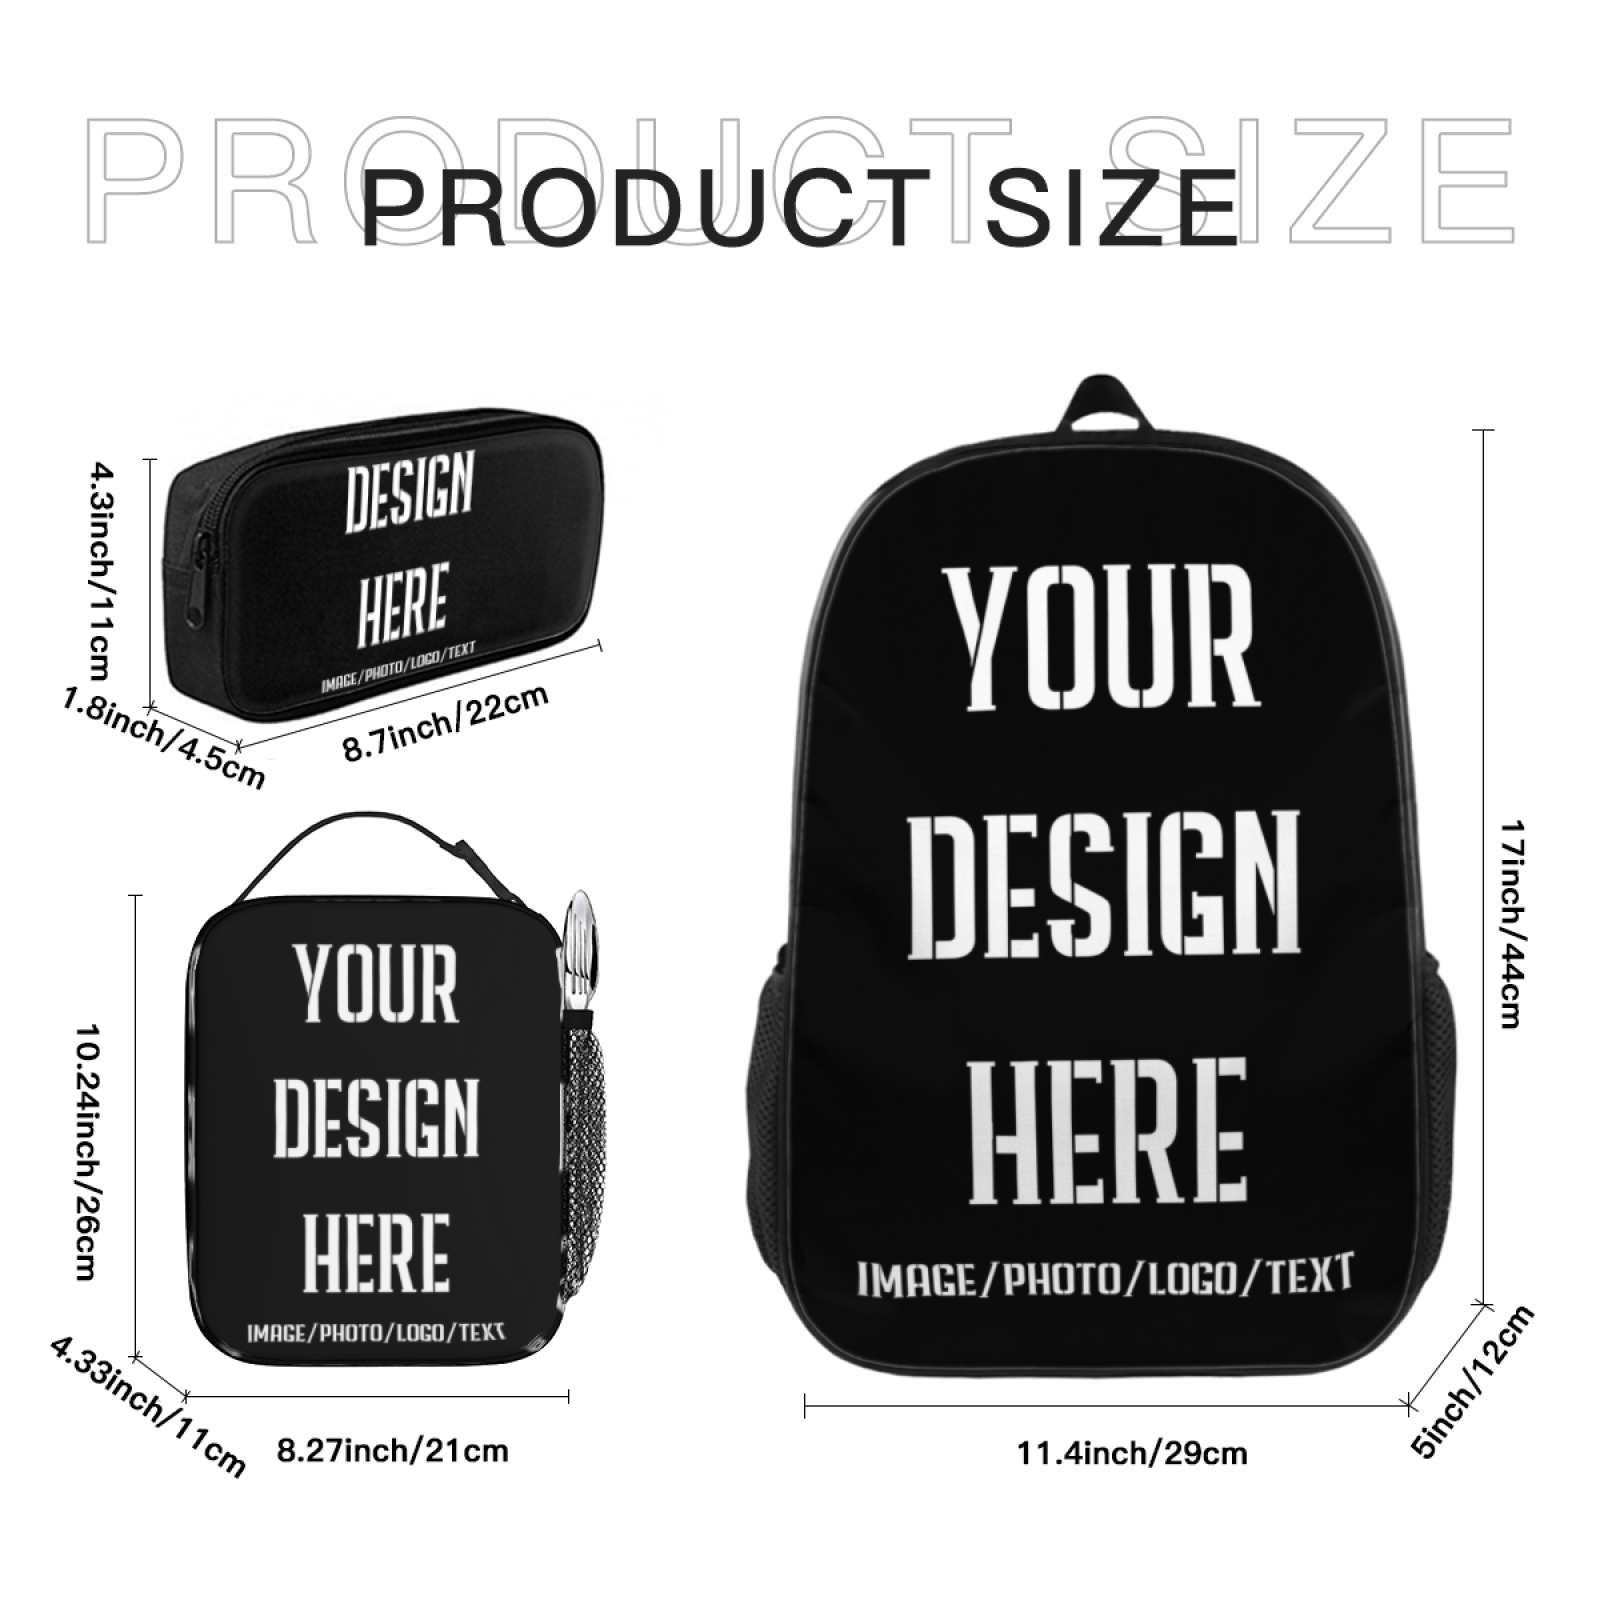 PRODUCT SIZE
PRODUCT SIZE
4.3inch/11cm
1.8inch/4.5cm
8.7inch/22cm
DESIGN
HERE
IMAGE/PHOTO/LOGO/TEXT
10.24inch/26cm
4.33inch/11cm
8.27inch/21cm
YOUR
DESIGN
HERE
IMAGE/PHOTO/LOGO/TEXT
YOUR
DESIGN
HERE
IMAGE/PHOTO/LOGO/TEXT
17inch/44cm
5inch/12cm
11.4inch/29cm